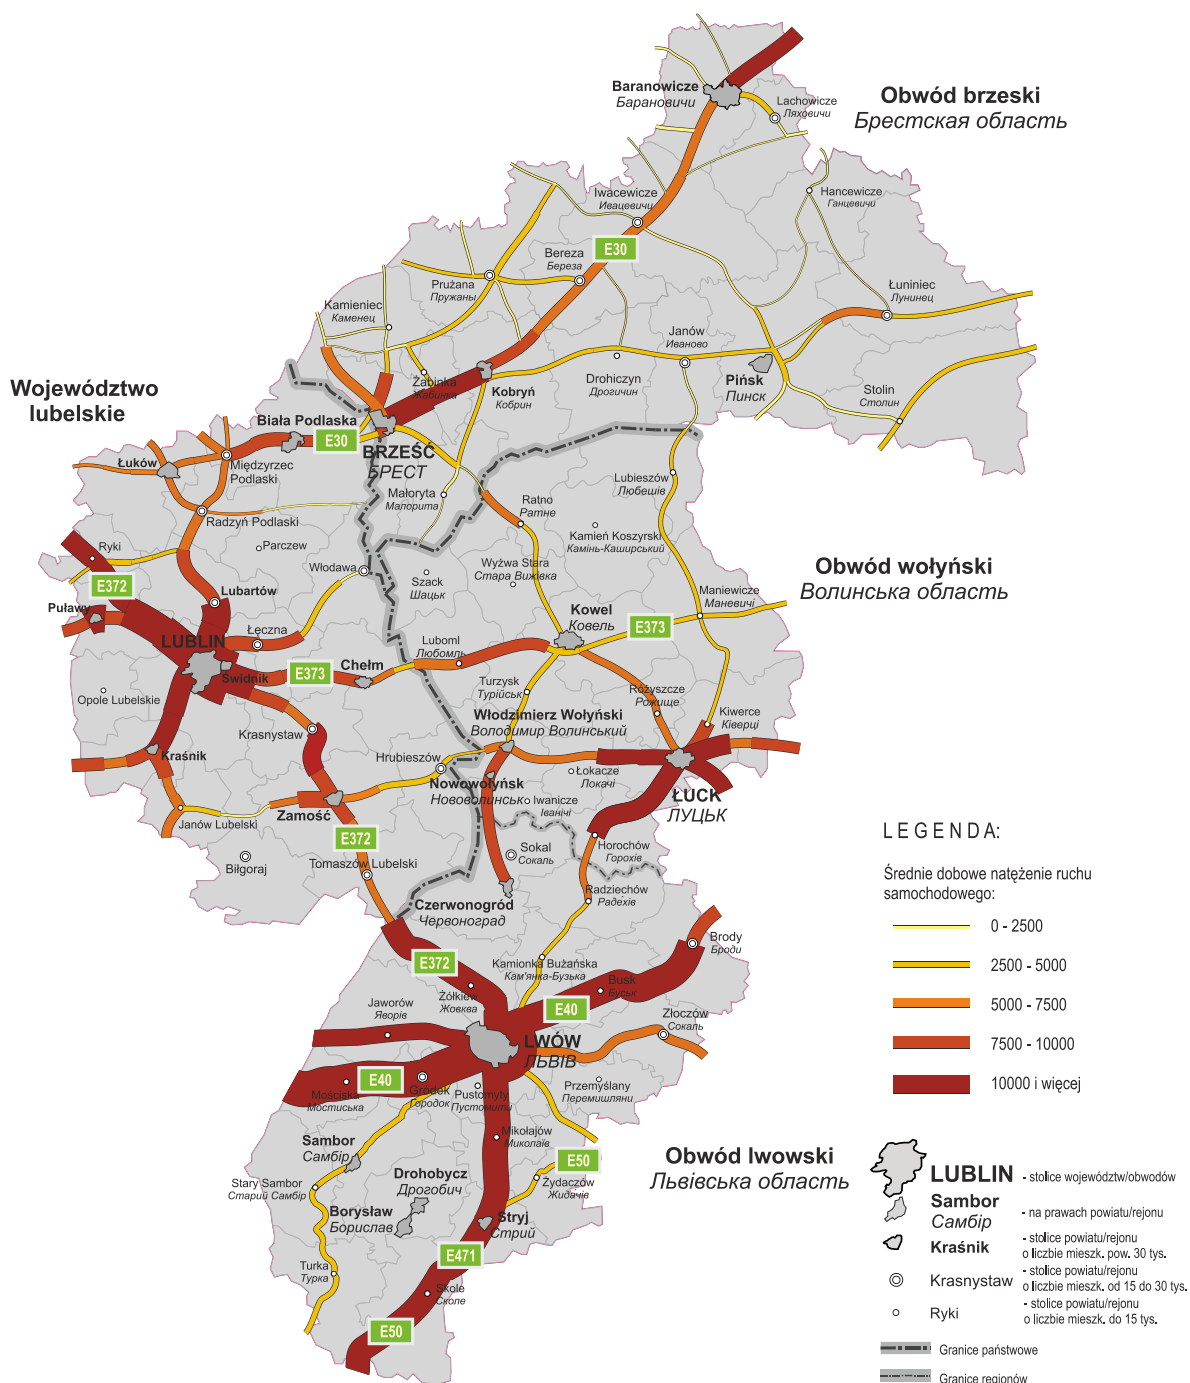 Baranowicze
Барановичи
Obwód brzeski
Брестская область
Lachowicze
Ляховичи
Iwacewicze
Ивацевичи
Hancewicze
Ганцевичи
E30
Bereza
Береза
Prużana
Пружаны
Kamieniec
Каменец
Łuniniec
Лунинец
Janów
Иваново
Drohiczyn
Дрогичин
Pińsk
Пинск
Stolin
Столин
Żabinka
Жабинка
Kobryń
Кобрин
Województwo
lubelskie
Biała Podlaska
E30
BRZEŚĆ
БРЕСТ
Łuków
Międzyrzec
Podlaski
Małoryta
Малорита
Lubieszów
Любешів
Ratno
Ратне
Radzyń Podlaski
Kamień Koszyrski
Камінь-Каширський
Ryki
Parczew
Włodawa
Szack
Шацьк
Wyżwa Stara
Стара Вижівка
Obwód wołyński
Волинська область
E372
Lubartów
Maniewicze
Маневичі
Puławy
Kowel
Ковель
E373
LUBLIN
Łęczna
Luboml
Любомль
Świdnik
E373
Chełm
Opole Lubelskie
Turzysk
Турійськ
Różyszcze
Рожище
Kiwerce
Ківерці
Krasnystaw
Włodzimierz Wołyński
Володимир Волинський
Kraśnik
Hrubieszów
Nowowołyńsk
Нововолинськ
Łokacze
Локачі
Iwanicze
Іваничі
ŁUCK
ЛУЦЬК
Janów Lubelski
Zamość
E372
Biłgoraj
Tomaszów Lubelski
Sokal
Сокаль
Horochów
Горохів
Radziechów
Радехів
Czerwonogród
Червоноград
Brody
Броди
E372
Kamionka Bużańska
Кам'янка-Бузька
Żółkiew
Жовква
Busk
Буськ
E40
Jaworów
Яворів
Złoczów
Сокаль
LWÓW
ЛЬВІВ
E40
Mościska
Мостиська
Gródek
Городок
Pustomyty
Пустомити
Przemyślany
Перемишляни
Mikołajów
Миколаїв
Sambor
Самбір
E50
Obwód lwowski
Львівська область
Stary Sambor
Старий Самбір
Drohobycz
Дрогобич
Żydaczów
Жидачів
Borysław
Борислав
Stryj
Стрий
E471
Turka
Турка
Skole
Сколе
E50
LEGENDA:
Średnie dobowe natężenie ruchu
samochodowego:
0 - 2500
2500 - 5000
5000 - 7500
7500 - 10000
10000 i więcej
LUBLIN - stolice województw/obwodów
Sambor
Самбір - na prawach powiatu/rejonu
Kraśnik - stolice powiatu/rejonu
o liczbie mieszk. pow. 30 tys.
Krasnystaw - stolice powiatu/rejonu
o liczbie mieszk. od 15 do 30 tys.
Ryki - stolice powiatu/rejonu
o liczbie mieszk. do 15 tys.
Granice państwowe
Granice regionów